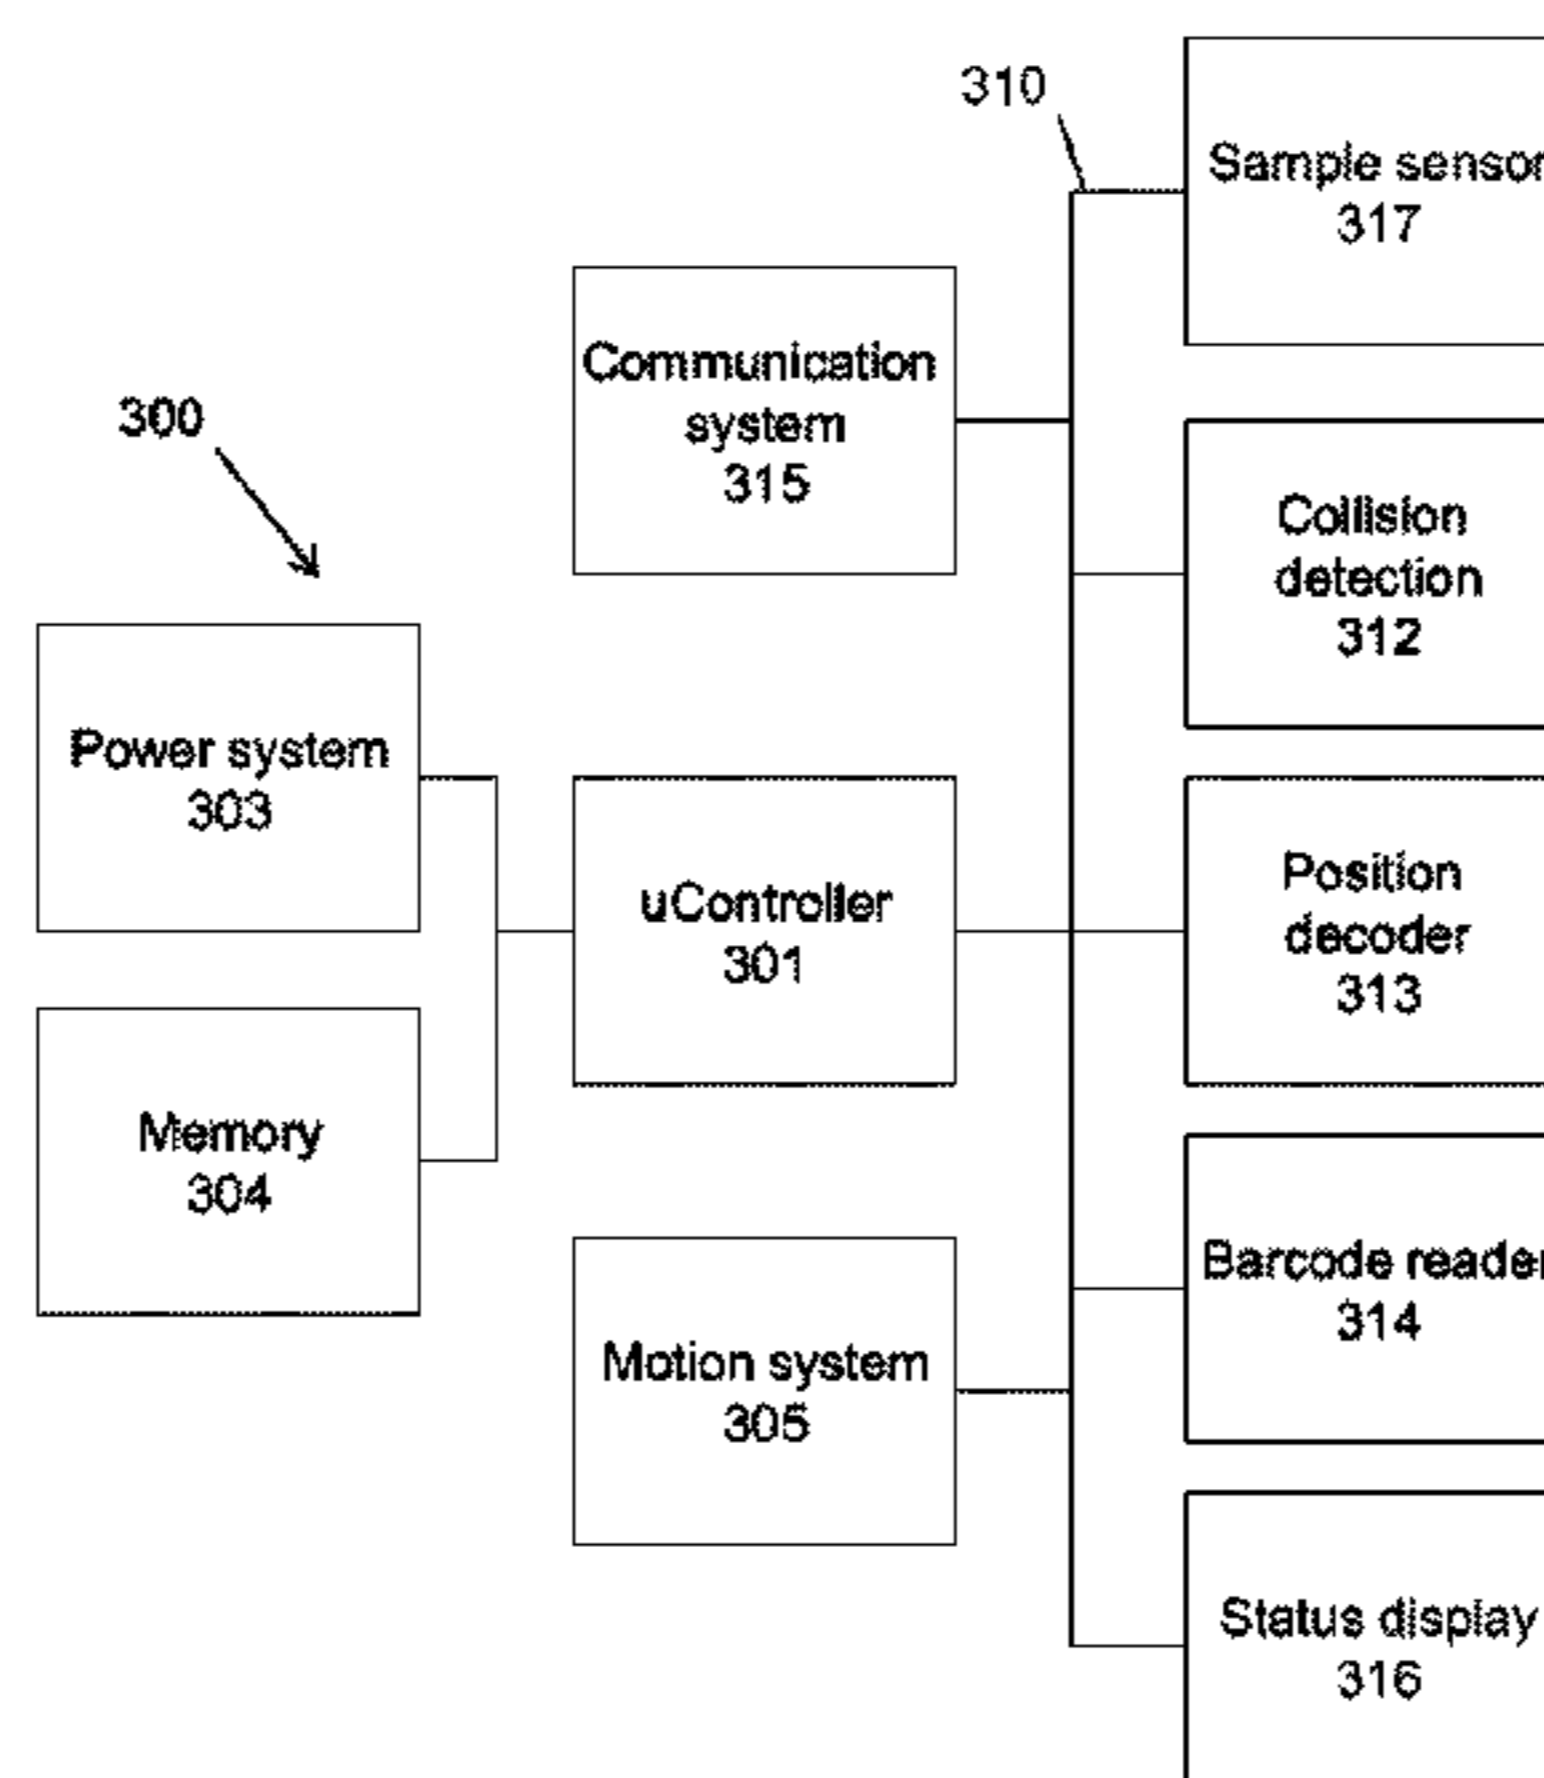 310
Sample sensor
317
Communication
system
315
300
Collision
detection
312
Power system
303
uController
301
Position
decoder
313
Memory
304
Motion system
305
Barcode reader
314
Status display
316